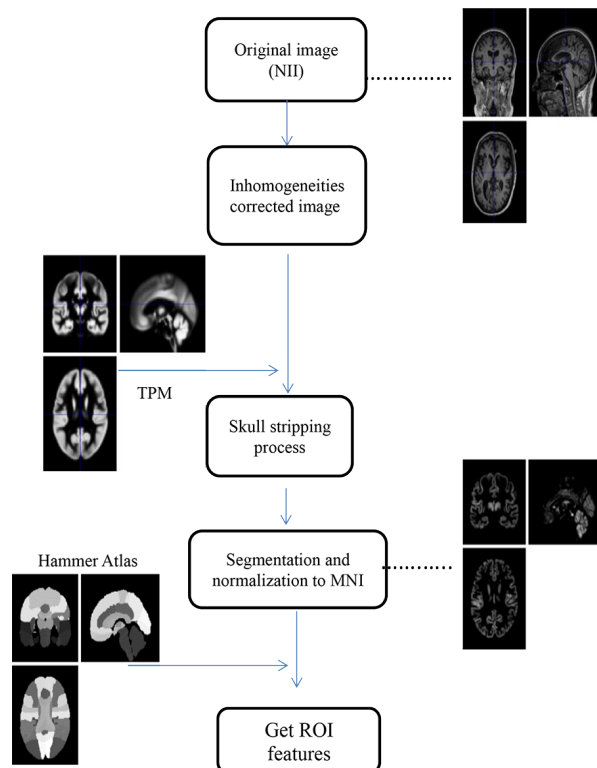 Original image
(NII)
Inhomogeneities
corrected image
TPM
Skull stripping
process
Hammer Atlas
Segmentation and
normalization to MNI
Get ROI
features